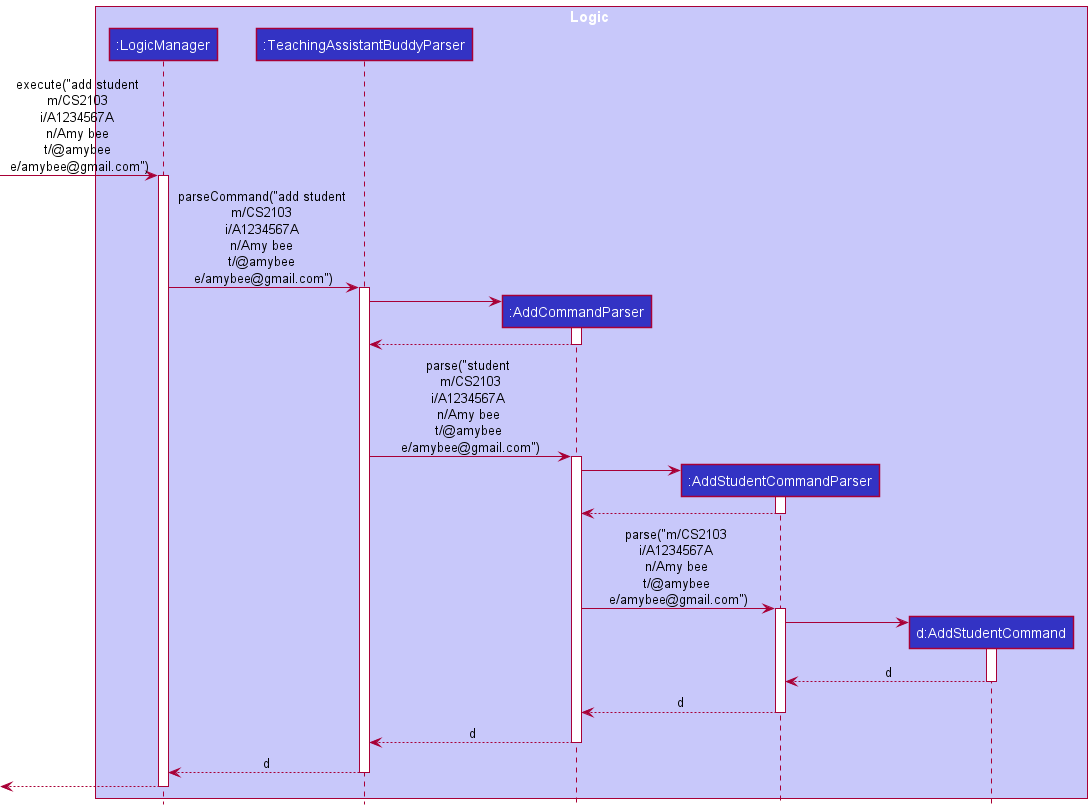 Logic
:LogicManager
:TeachingAssistantBuddyParser
execute("add student
m/CS2103
i/A1234567A
n/Amy bee
t/@amybee
e/amybee@gmail.com")
parseCommand("add student
m/CS2103
i/A1234567A
n/Amy bee
t/@amybee
e/amybee@gmail.com")
:AddCommandParser
parse("student
m/CS2103
i/A1234567A
n/Amy bee
t/@amybee
e/amybee@gmail.com")
:AddStudentCommandParser
parse("m/CS2103
i/A1234567A
n/Amy bee
t/@amybee
e/amybee@gmail.com")
d:AddStudentCommand
d
d
d
d